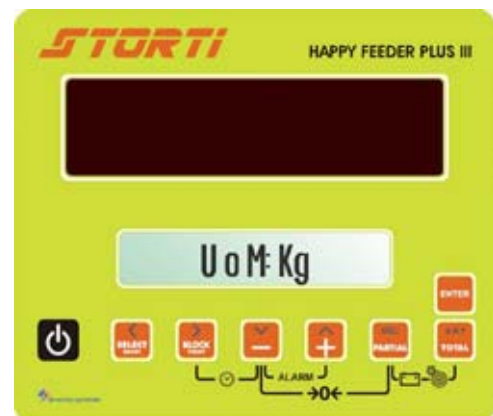 STORTI
HAPPY FEEDER PLUS III
UoM: Kg
ENTER
SELECT
BLOCK
PARTIAL
TOTAL
ALARM
→0←